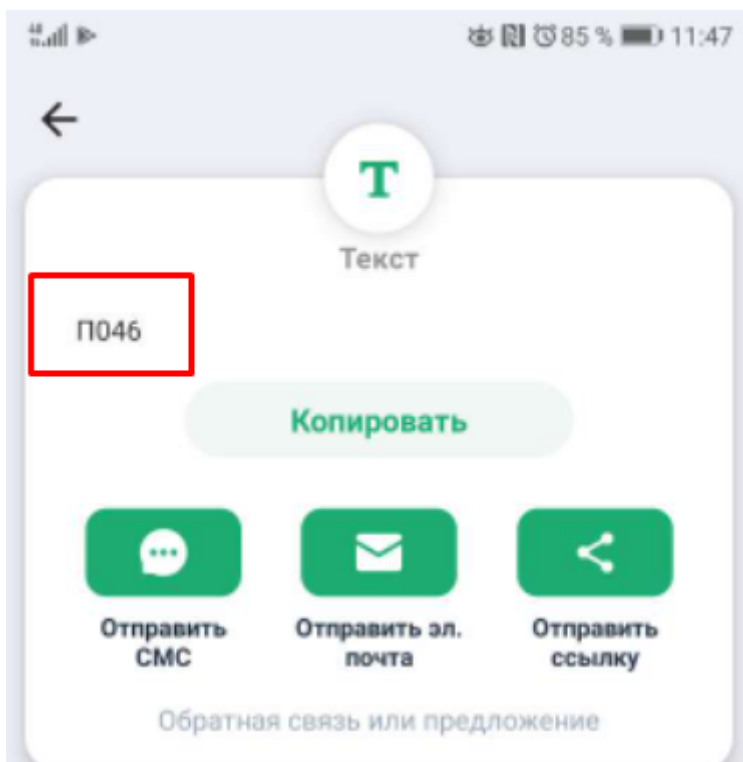 85 % 11:47
T
Текст
П046
Копировать
Отправить СМС
Отправить эл. почта
Отправить ссылку
Обратная связь или предложение